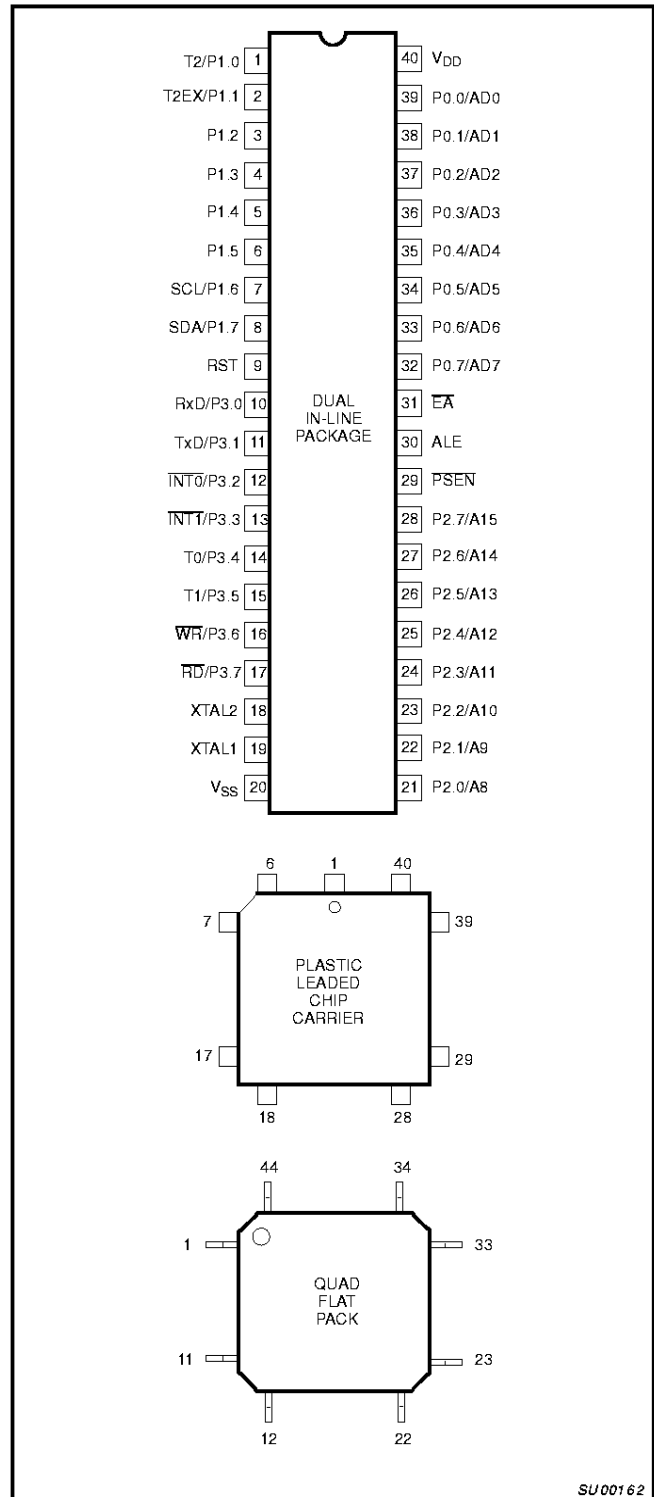 T2/P1.0 1 40 VDD
T2EX/P1.1 2 39 P0.0/AD0
P1.2 3 38 P0.1/AD1
P1.3 4 37 P0.2/AD2
P1.4 5 36 P0.3/AD3
P1.5 6 35 P0.4/AD4
SCL/P1.6 7 34 P0.5/AD5
SDA/P1.7 8 33 P0.6/AD6
RST 9 32 P0.7/AD7
RxD/P3.0 10 31 E̅A̅
TxD/P3.1 11 30 ALE
I̅N̅T̅0̅/P3.2 12 29 P̅S̅E̅N̅
I̅N̅T̅1̅/P3.3 13 28 P2.7/A15
T0/P3.4 14 27 P2.6/A14
T1/P3.5 15 26 P2.5/A13
W̅R̅/P3.6 16 25 P2.4/A12
R̅D̅/P3.7 17 24 P2.3/A11
XTAL2 18 23 P2.2/A10
XTAL1 19 22 P2.1/A9
VSS 20 21 P2.0/A8
DUAL
IN-LINE
PACKAGE
6 1 40
7 39
PLASTIC
LEADED
CHIP
CARRIER
17 29
18 28
44 34
1 33
QUAD
FLAT
PACK
11 23
12 22
SU00162